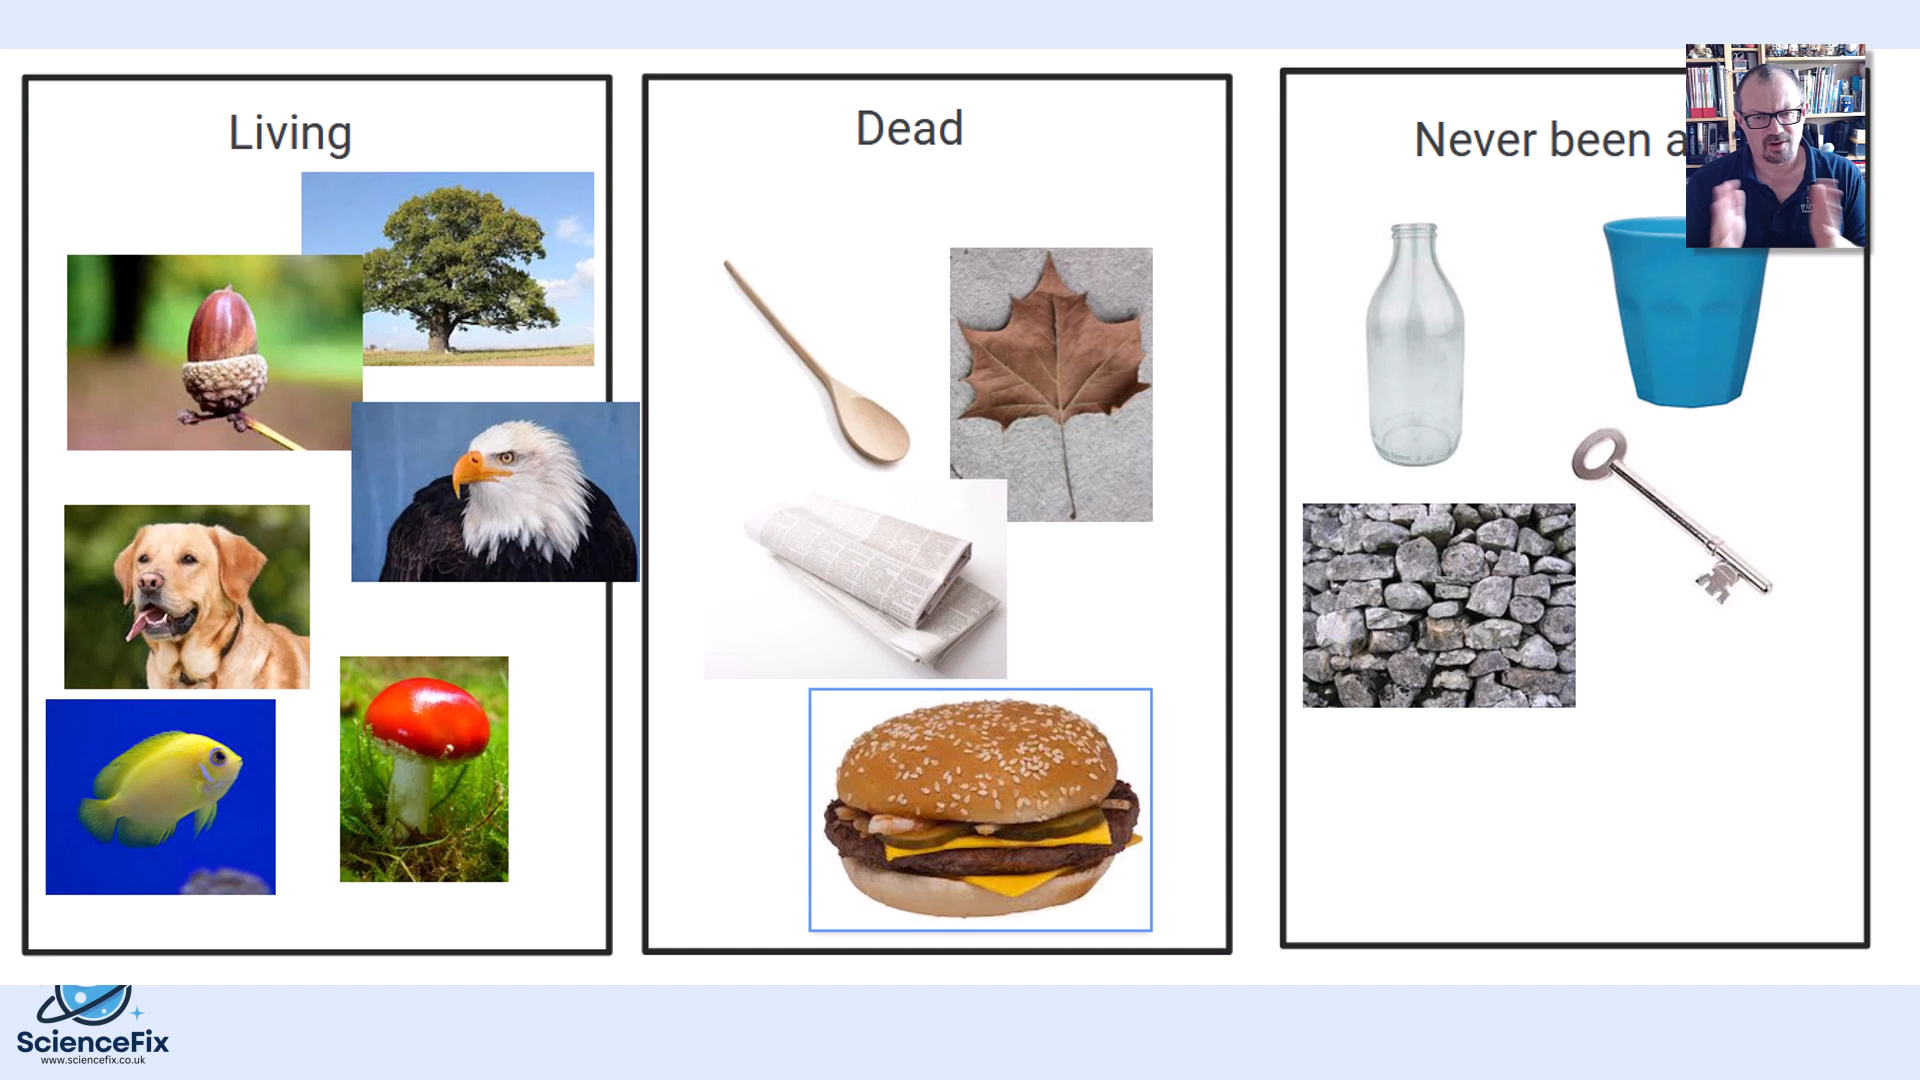 Living
Dead
Never been a
ScienceFix
www.sciencefix.co.uk